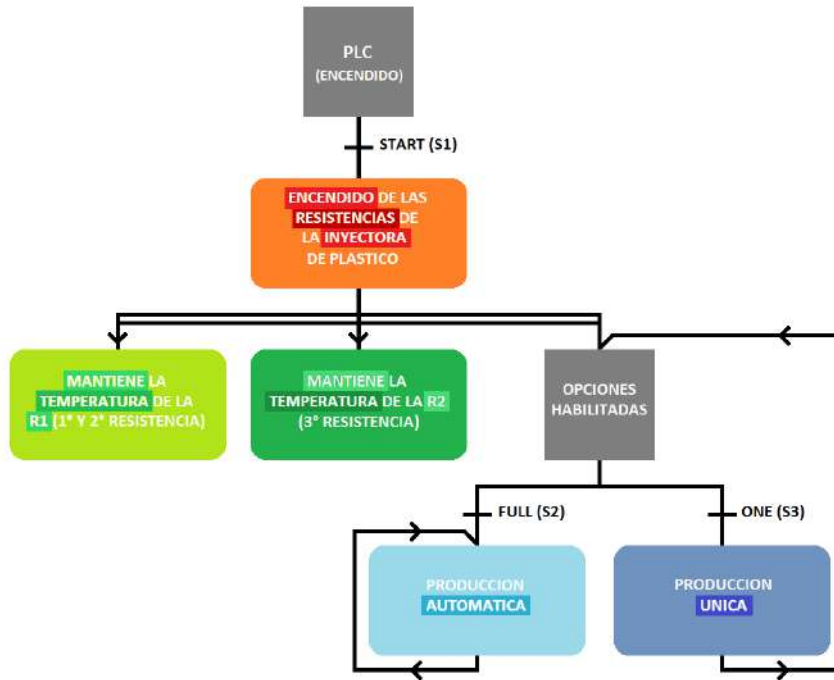 PLC
(ENCENDIDO)
START (S1)
ENCENDIDO DE LAS
RESISTENCIAS DE
LA INYECTORA
DE PLASTICO
MANTIENE LA
TEMPERATURA DE LA
R1 (1° Y 2° RESISTENCIA)
MANTIENE LA
TEMPERATURA DE LA R2
(3° RESISTENCIA)
OPCIONES
HABILITADAS
FULL (S2)
ONE (S3)
PRODUCCION
AUTOMATICA
PRODUCCION
UNICA